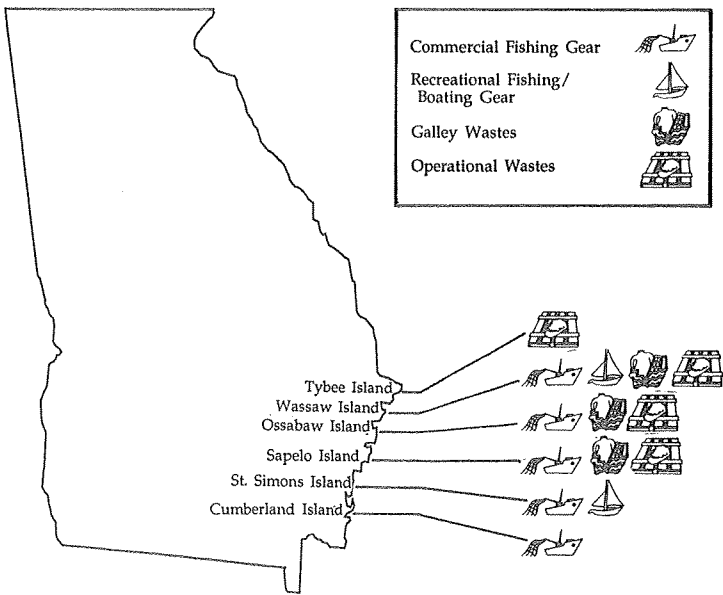 Commercial Fishing Gear
Recreational Fishing/
Boating Gear
Galley Wastes
Operational Wastes
Tybee Island
Wassaw Island
Ossabaw Island
Sapelo Island
St. Simons Island
Cumberland Island